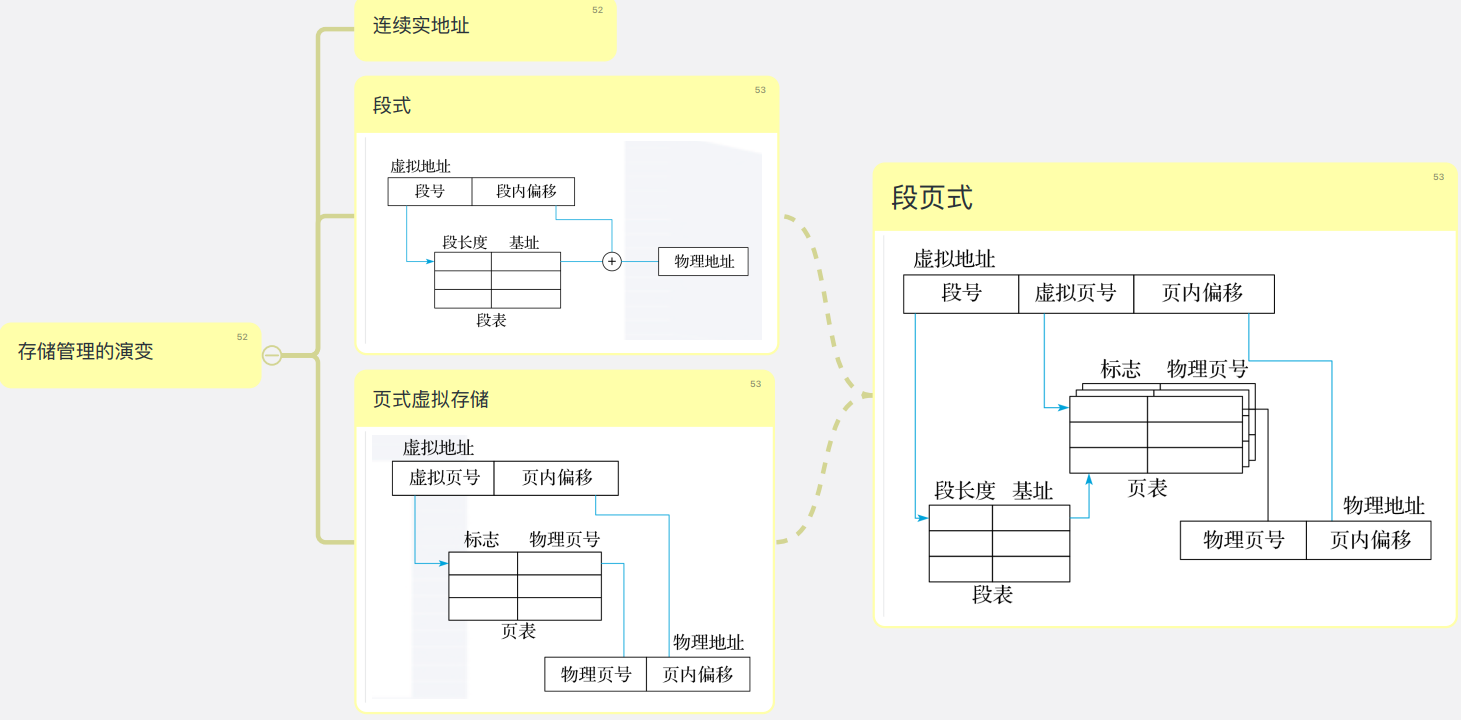 存储管理的演变
52
连续实地址
52
段式
53
虚拟地址
段号 段内偏移
段长度 基址
+
物理地址
段表
页式虚拟存储
53
虚拟地址
虚拟页号 页内偏移
标志 物理页号
页表
物理地址
物理页号 页内偏移
段页式
53
虚拟地址
段号 虚拟页号 页内偏移
标志 物理页号
页表
段长度 基址
段表
物理地址
物理页号 页内偏移